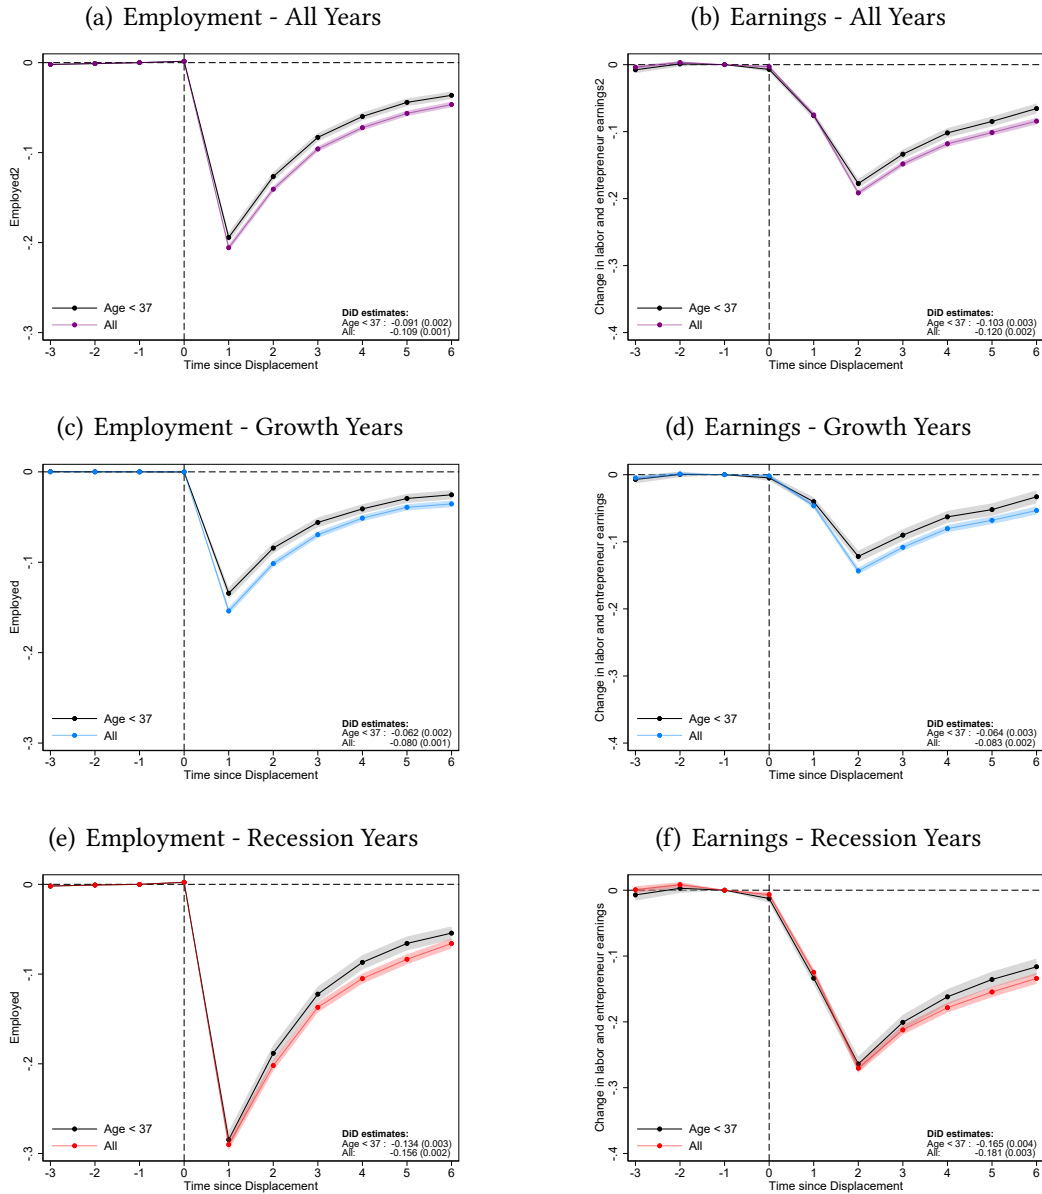 (a) Employment - All Years
Employed2
0
-.1
-.2
-.3
Age < 37
All
DiD estimates:
Age < 37 : -0.091 (0.002)
All: -0.109 (0.001)
-3 -2 -1 0 1 2 3 4 5 6
Time since Displacement
(b) Earnings - All Years
Change in labor and entrepreneur earnings2
0
-.1
-.2
-.3
-.4
Age < 37
All
DiD estimates:
Age < 37 : -0.103 (0.003)
All: -0.120 (0.002)
-3 -2 -1 0 1 2 3 4 5 6
Time since Displacement
(c) Employment - Growth Years
Employed
0
-.1
-.2
-.3
Age < 37
All
DiD estimates:
Age < 37 : -0.062 (0.002)
All: -0.080 (0.001)
-3 -2 -1 0 1 2 3 4 5 6
Time since Displacement
(d) Earnings - Growth Years
Change in labor and entrepreneur earnings
0
-.1
-.2
-.3
-.4
Age < 37
All
DiD estimates:
Age < 37 : -0.064 (0.003)
All: -0.083 (0.002)
-3 -2 -1 0 1 2 3 4 5 6
Time since Displacement
(e) Employment - Recession Years
Employed
0
-.1
-.2
-.3
Age < 37
All
DiD estimates:
Age < 37 : -0.134 (0.003)
All: -0.156 (0.002)
-3 -2 -1 0 1 2 3 4 5 6
Time since Displacement
(f) Earnings - Recession Years
Change in labor and entrepreneur earnings
0
-.1
-.2
-.3
-.4
Age < 37
All
DiD estimates:
Age < 37 : -0.165 (0.004)
All: -0.181 (0.003)
-3 -2 -1 0 1 2 3 4 5 6
Time since Displacement